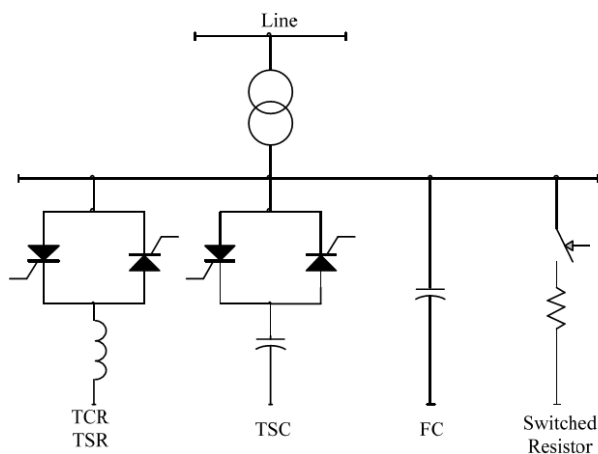 Line
TCR
TSR
TSC
FC
Switched
Resistor